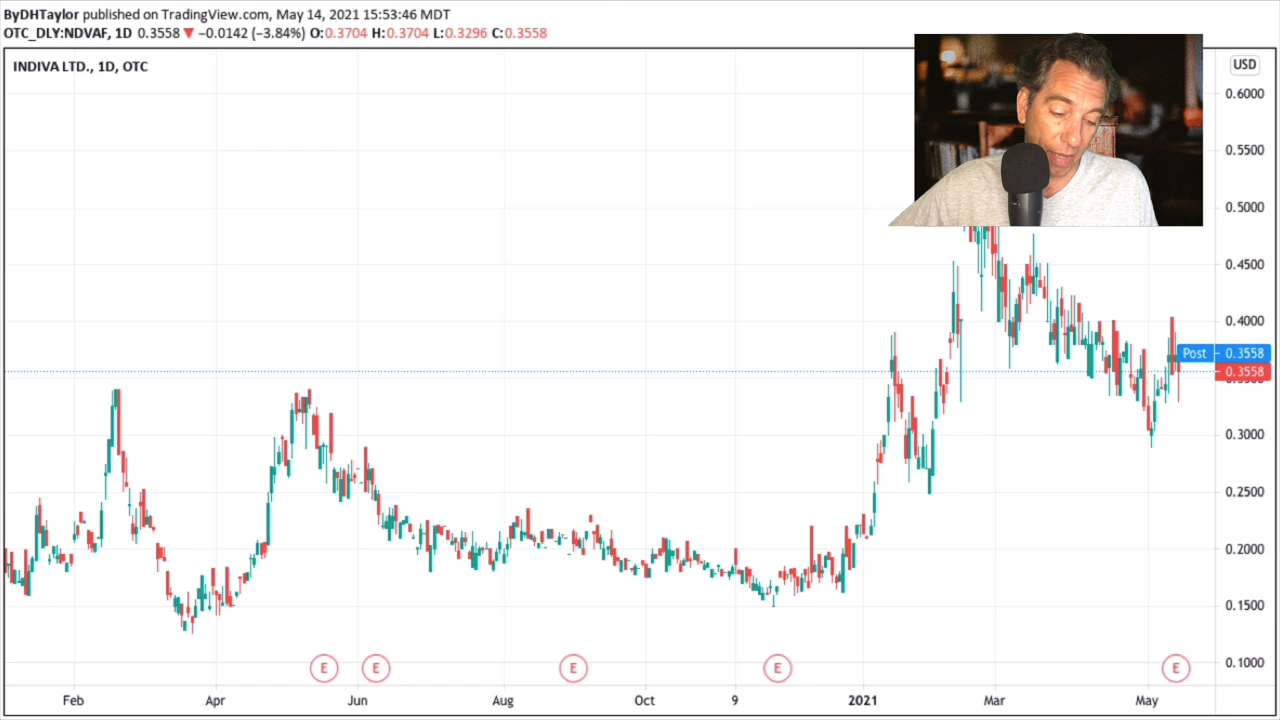 ByDHTaylor published on TradingView.com, May 14, 2021 15:53:46 MDT
OTC_DLY:NDVAF, 1D 0.3558 ▼ −0.0142 (−3.84%) O:0.3704 H:0.3704 L:0.3296 C:0.3558
INDIVA LTD., 1D, OTC
USD
0.6000
0.5500
0.5000
0.4500
0.4000
Post 0.3558
0.3558
0.3000
0.2500
0.2000
0.1500
0.1000
E E E E E
Feb Apr Jun Aug Oct 9 2021 Mar May